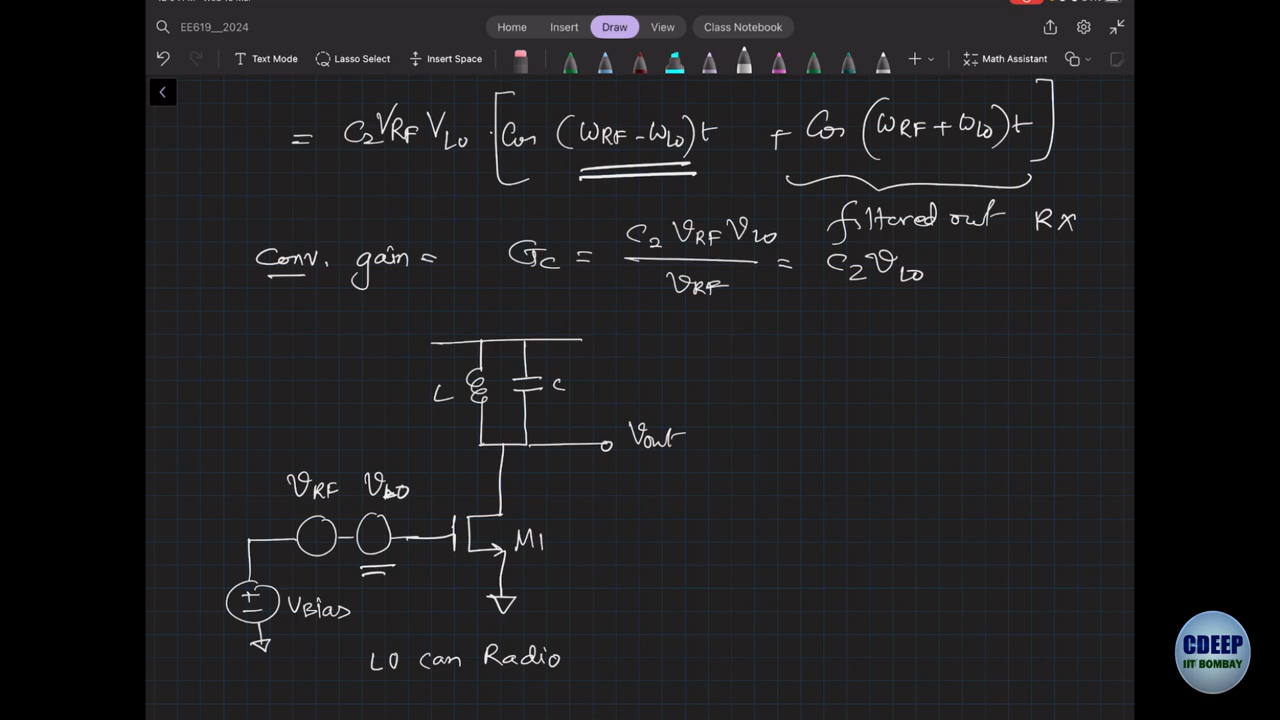 EE619__2024
Home Insert Draw View Class Notebook
Text Mode Lasso Select Insert Space Math Assistant
= C₂ VRF VLO · [Cos (ωRF - ωLO)t + Cos (ωRF + ωLO)t]
filtered out RX
Conv. gain = GC = C₂ VRF VLO / VRF = C₂ VLO
L C
Vout
VRF VLO
M1
+
-
VBias
LO can Radio
CDEEP
IIT BOMBAY